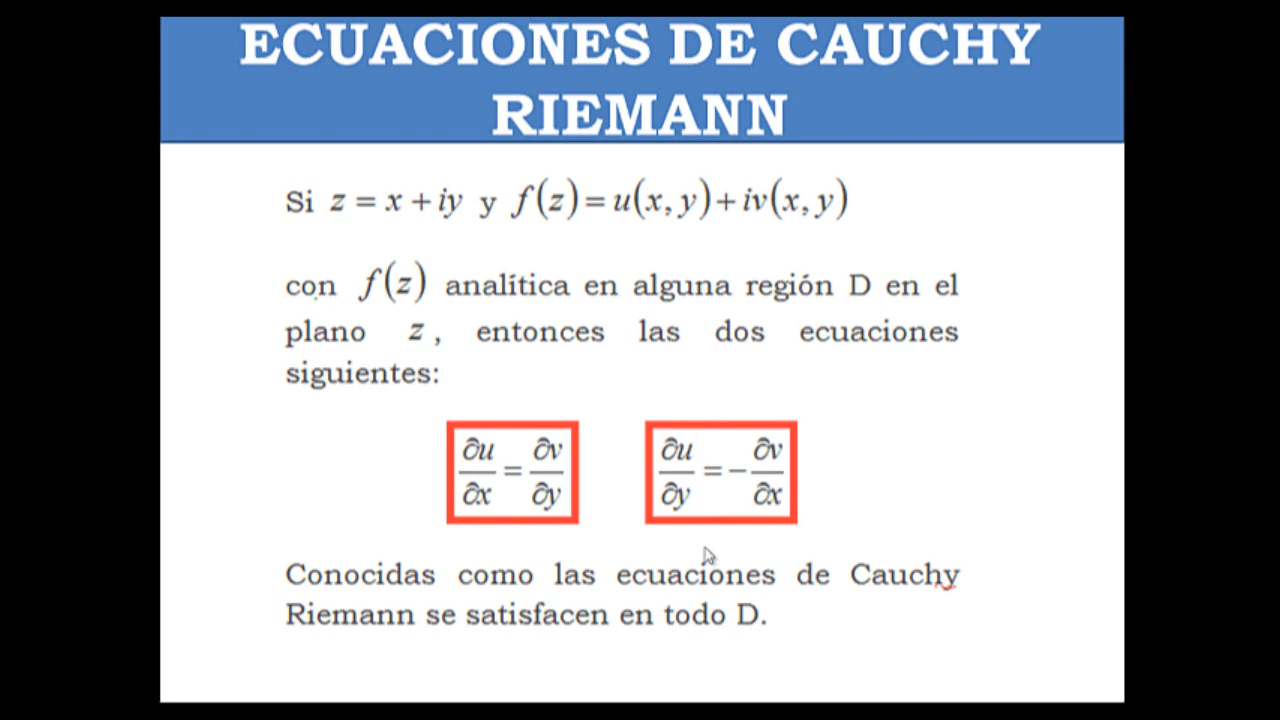 ECUACIONES DE CAUCHY
RIEMANN
Si z = x + iy y f(z) = u(x, y) + iv(x, y)
con f(z) analítica en alguna región D en el
plano z , entonces las dos ecuaciones
siguientes:
∂u/∂x = ∂v/∂y ∂u/∂y = − ∂v/∂x
Conocidas como las ecuaciones de Cauchy
Riemann se satisfacen en todo D.